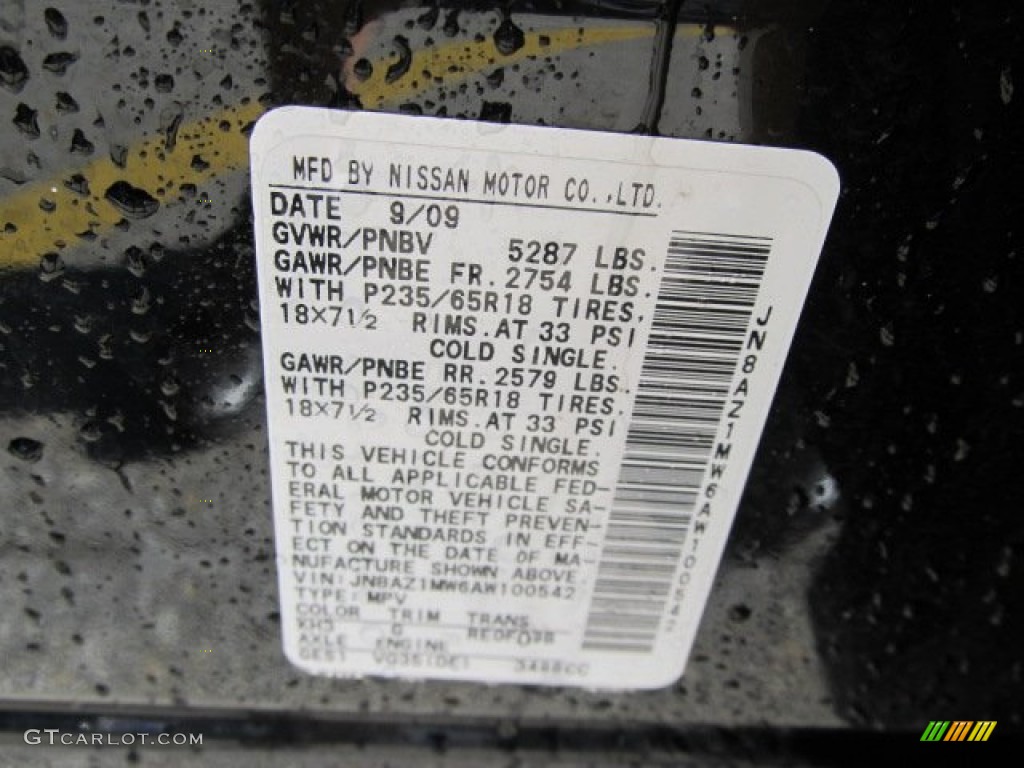 MFD BY NISSAN MOTOR CO.,LTD.
DATE 9/09
GVWR/PNBV 5287 LBS.
GAWR/PNBE FR. 2754 LBS.
WITH P235/65R18 TIRES,
18X7½ RIMS. AT 33 PSI
COLD SINGLE.
GAWR/PNBE RR. 2579 LBS.
WITH P235/65R18 TIRES,
18X7½ RIMS. AT 33 PSI
COLD SINGLE.
THIS VEHICLE CONFORMS
TO ALL APPLICABLE FED-
ERAL MOTOR VEHICLE SA-
FETY AND THEFT PREVEN-
TION STANDARDS IN EFF-
ECT ON THE DATE OF MA-
NUFACTURE SHOWN ABOVE.
VIN: JN8AZ1MW6AW100542
TYPE: MPV
COLOR TRIM TRANS
KH3 G
AXLE ENGINE
JN8AZ1MW6AW100542
GTCARLOT.COM